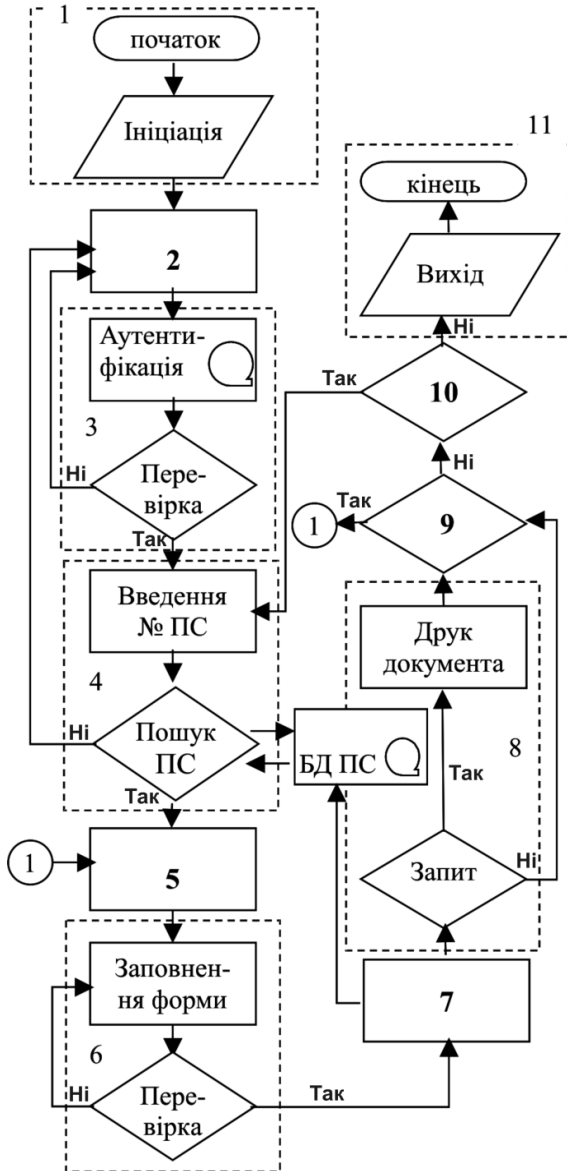 1
початок
Ініціація
2
Аутенти-
фікація
3
Ні
Пере-
вірка
Так
Введення
№ ПС
4
Ні
Пошук
ПС
Так
БД ПС
1
5
Заповнен-
ня форми
6
Ні
Пере-
вірка
Так
7
Запит
Ні
Так
8
Друк
документа
1
Так
9
Ні
Так
10
Ні
Вихід
кінець
11